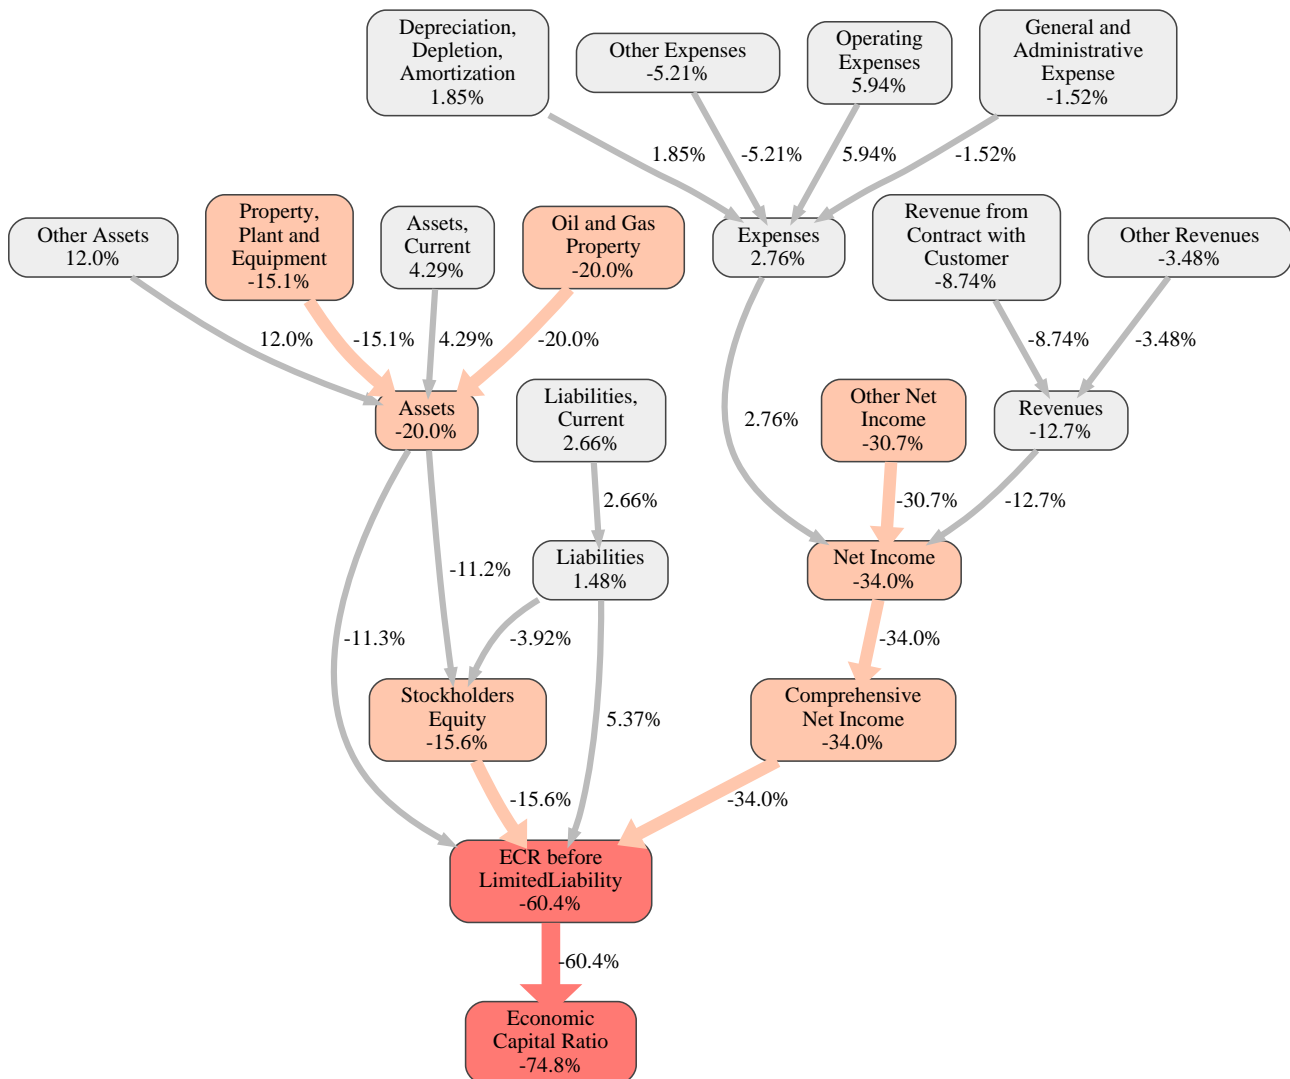 Depreciation,
Depletion,
Amortization
1.85%
Other Expenses
-5.21%
Operating
Expenses
5.94%
General and
Administrative
Expense
-1.52%
1.85%
-5.21%
5.94%
-1.52%
Other Assets
12.0%
Property,
Plant and
Equipment
-15.1%
Assets,
Current
4.29%
Oil and Gas
Property
-20.0%
Expenses
2.76%
Revenue from
Contract with
Customer
-8.74%
Other Revenues
-3.48%
12.0%
-15.1%
4.29%
-20.0%
-8.74%
-3.48%
Assets
-20.0%
Liabilities,
Current
2.66%
2.76%
Other Net
Income
-30.7%
Revenues
-12.7%
2.66%
-30.7%
-12.7%
-11.2%
Liabilities
1.48%
Net Income
-34.0%
-11.3%
-3.92%
-34.0%
Stockholders
Equity
-15.6%
5.37%
Comprehensive
Net Income
-34.0%
-15.6%
-34.0%
ECR before
LimitedLiability
-60.4%
-60.4%
Economic
Capital Ratio
-74.8%